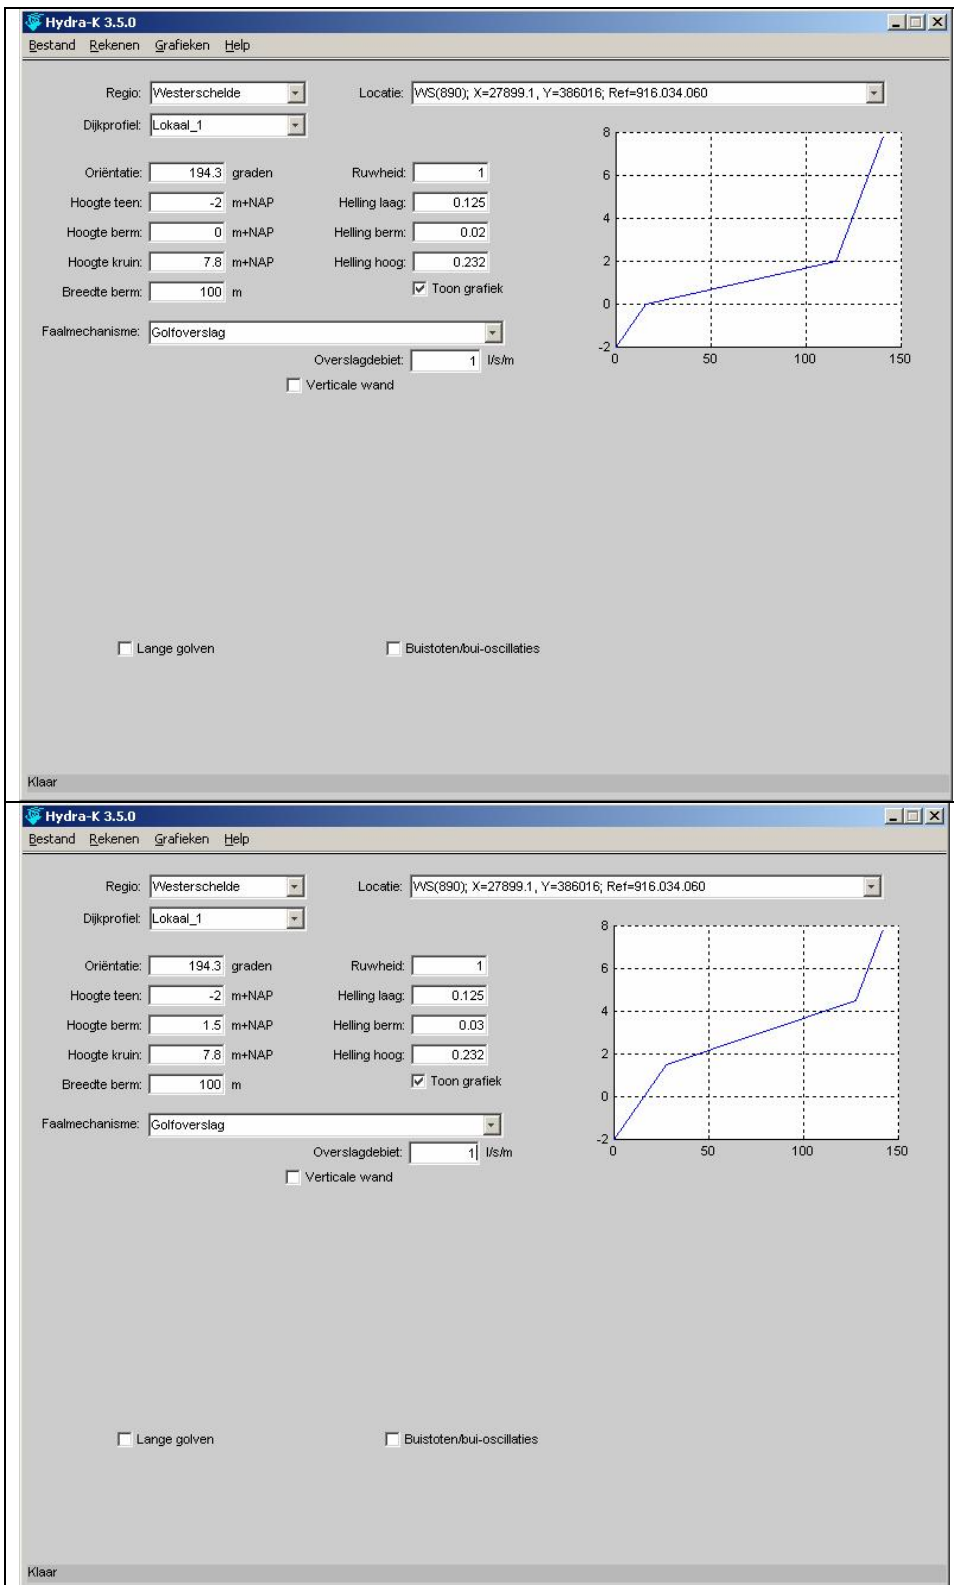 Hydra-K 3.5.0
Bestand Rekenen Grafieken Help
Regio: Westerschelde Locatie: WS(890); X=27899.1, Y=386016; Ref=916.034.060
Dijkprofiel: Lokaal_1
Oriëntatie: 194.3 graden Ruwheid: 1
Hoogte teen: -2 m+NAP Helling laag: 0.125
Hoogte berm: 0 m+NAP Helling berm: 0.02
Hoogte kruin: 7.8 m+NAP Helling hoog: 0.232
Breedte berm: 100 m Toon grafiek
8
6
4
2
0
-2
0 50 100 150
Faalmechanisme: Golfoverslag
Overslagdebiet: 1 l/s/m
Verticale wand
Lange golven Buistoten/bui-oscillaties
Klaar
Hydra-K 3.5.0
Bestand Rekenen Grafieken Help
Regio: Westerschelde Locatie: WS(890); X=27899.1, Y=386016; Ref=916.034.060
Dijkprofiel: Lokaal_1
Oriëntatie: 194.3 graden Ruwheid: 1
Hoogte teen: -2 m+NAP Helling laag: 0.125
Hoogte berm: 1.5 m+NAP Helling berm: 0.03
Hoogte kruin: 7.8 m+NAP Helling hoog: 0.232
Breedte berm: 100 m Toon grafiek
8
6
4
2
0
-2
0 50 100 150
Faalmechanisme: Golfoverslag
Overslagdebiet: 1 l/s/m
Verticale wand
Lange golven Buistoten/bui-oscillaties
Klaar